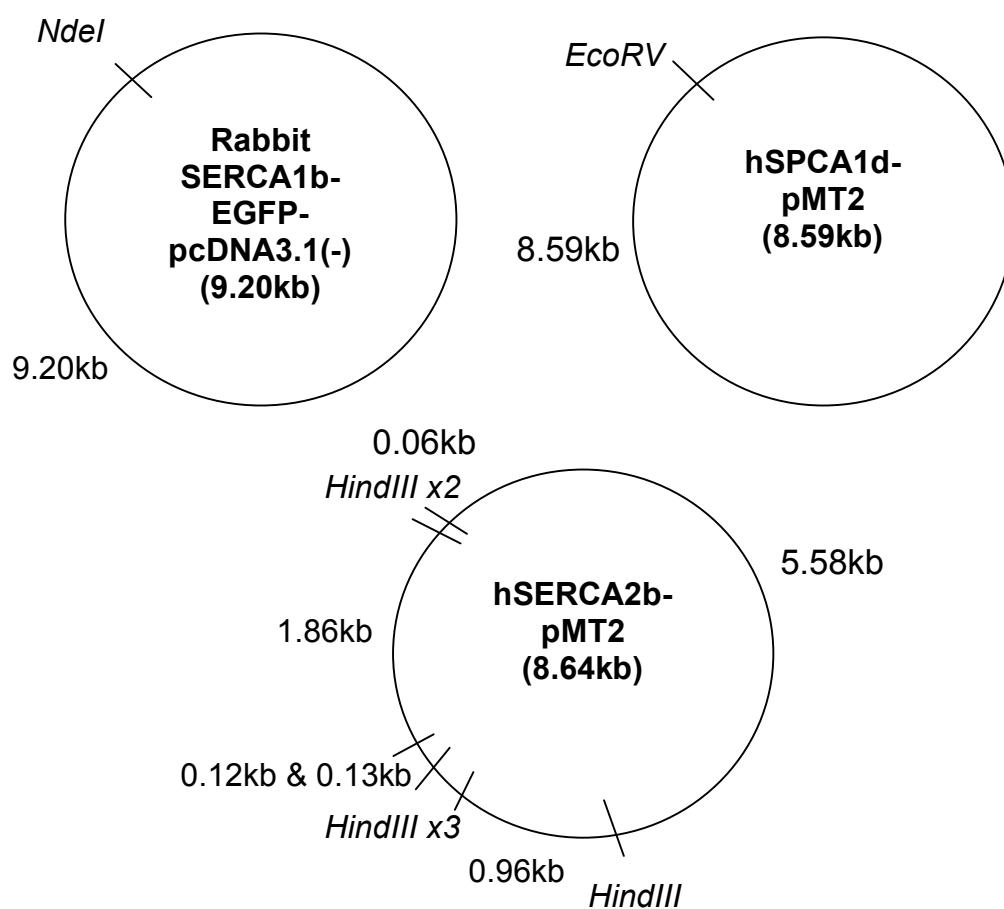 NdeI
Rabbit
SERCA1b-
EGFP-
pcDNA3.1(-)
(9.20kb)
9.20kb
EcoRV
hSPCA1d-
pMT2
(8.59kb)
8.59kb
0.06kb
HindIII x2
5.58kb
hSERCA2b-
pMT2
(8.64kb)
1.86kb
0.12kb & 0.13kb
HindIII x3
0.96kb
HindIII